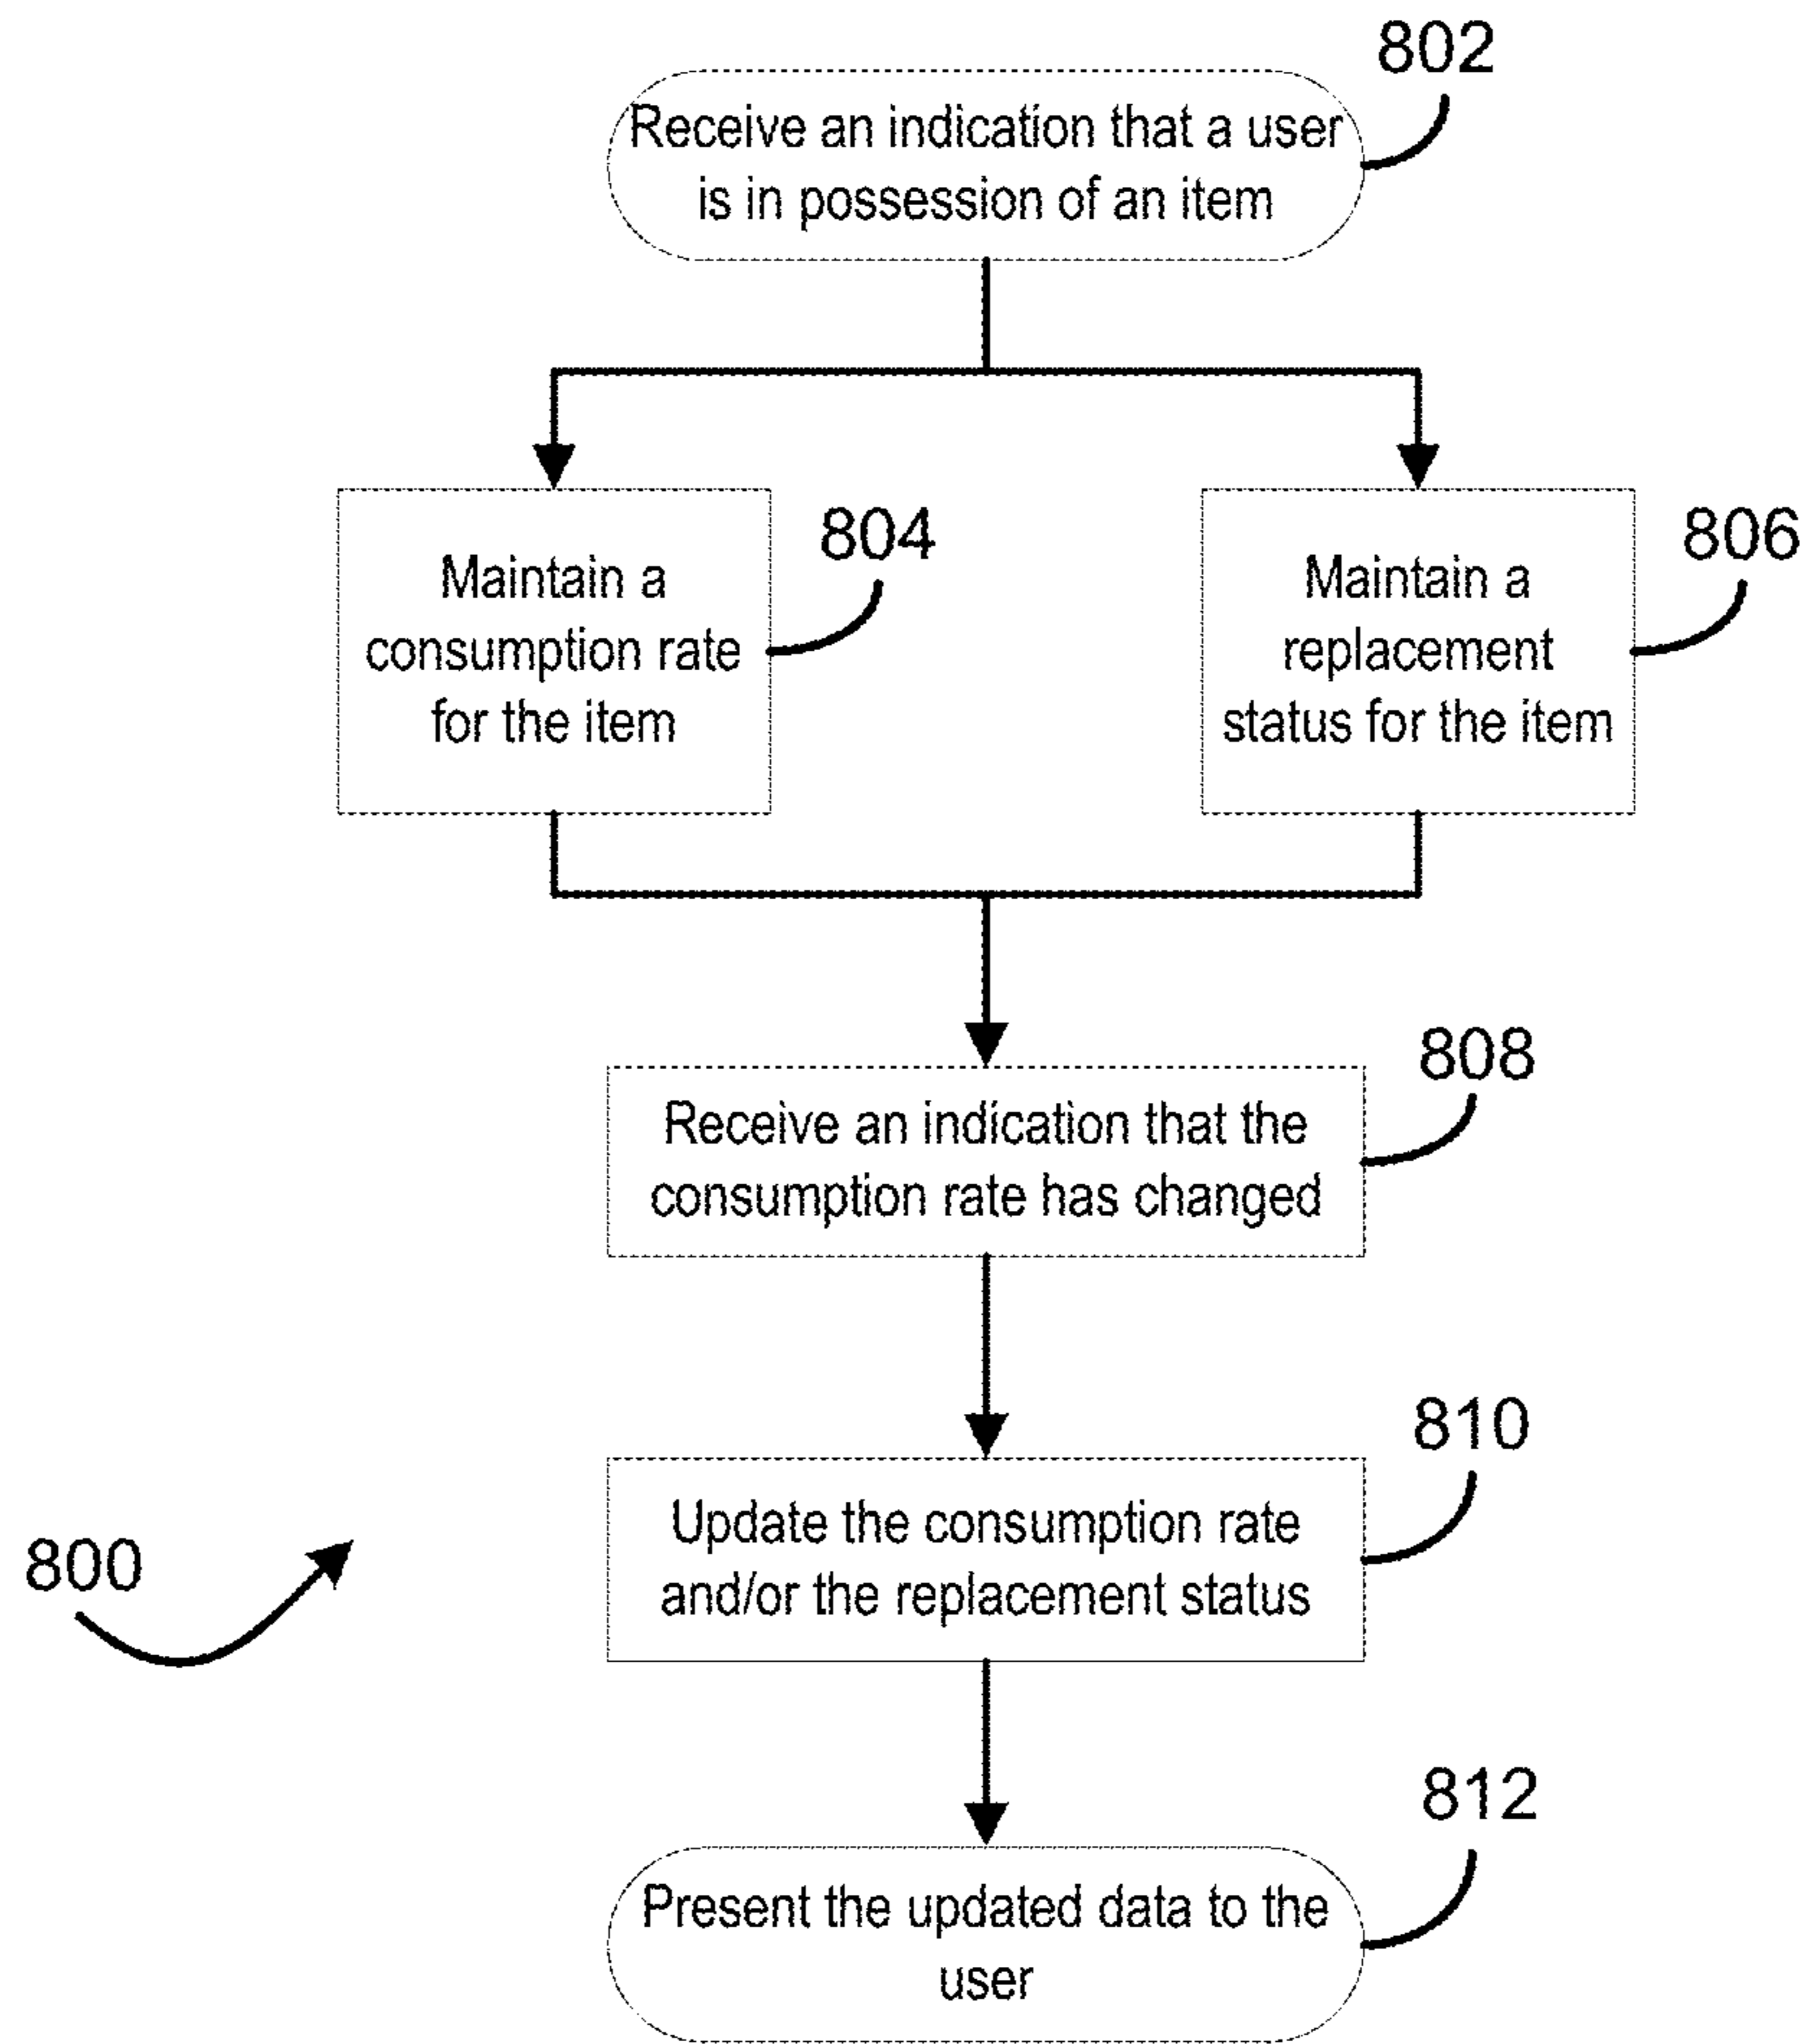 802
Receive an indication that a user
is in possession of an item
804
Maintain a
consumption rate
for the item
806
Maintain a
replacement
status for the item
808
Receive an indication that the
consumption rate has changed
810
Update the consumption rate
and/or the replacement status
800
812
Present the updated data to the
user